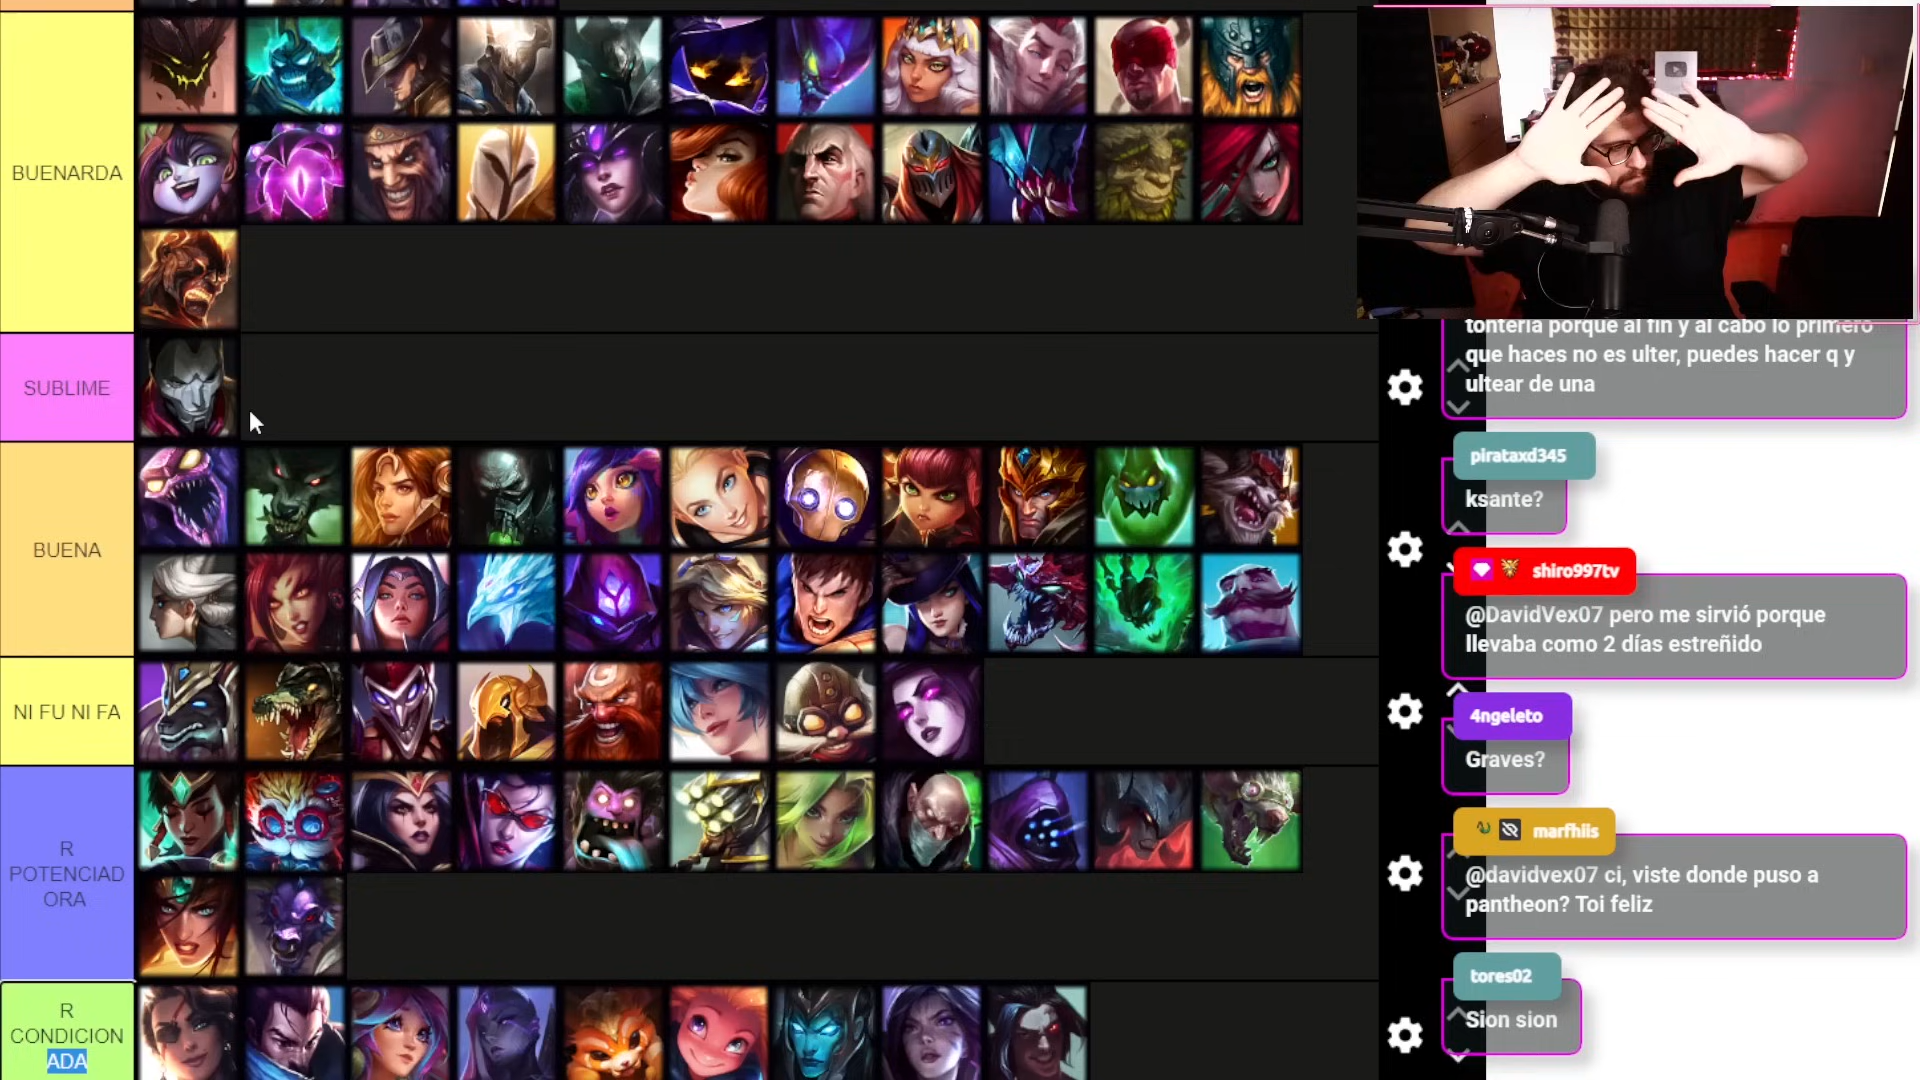 BUENARDA
SUBLIME
BUENA
NI FU NI FA
R
POTENCIAD
ORA
R
CONDICION
ADA
tontería porque al fin y al cabo lo primero
que haces no es ulter, puedes hacer q y
ultear de una
pirataxd345
ksante?
shiro997tv
@DavidVex07 pero me sirvió porque
llevaba como 2 días estreñido
4ngeleto
Graves?
marfhiis
@davidvex07 ci, viste donde puso a
pantheon? Toi feliz
tores02
Sion sion